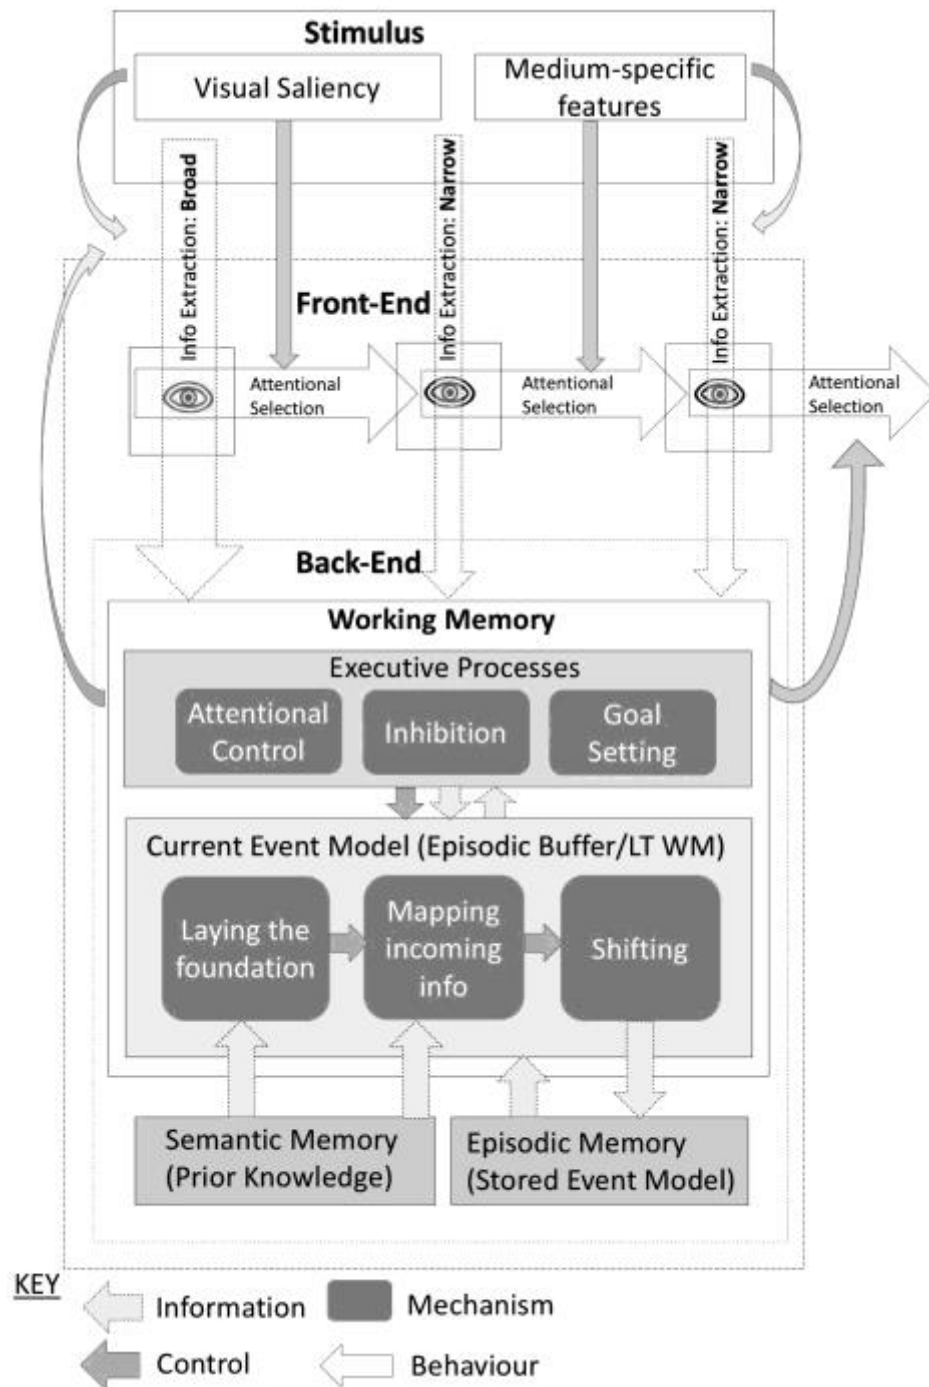 Stimulus
Visual Saliency
Medium-specific
features
Info Extraction: Broad
Info Extraction: Narrow
Info Extraction: Narrow
Front-End
Attentional
Selection
Attentional
Selection
Attentional
Selection
Back-End
Working Memory
Executive Processes
Attentional
Control
Inhibition
Goal
Setting
Current Event Model (Episodic Buffer/LT WM)
Laying the
foundation
Mapping
incoming
info
Shifting
Semantic Memory
(Prior Knowledge)
Episodic Memory
(Stored Event Model)
KEY
Information
Mechanism
Control
Behaviour